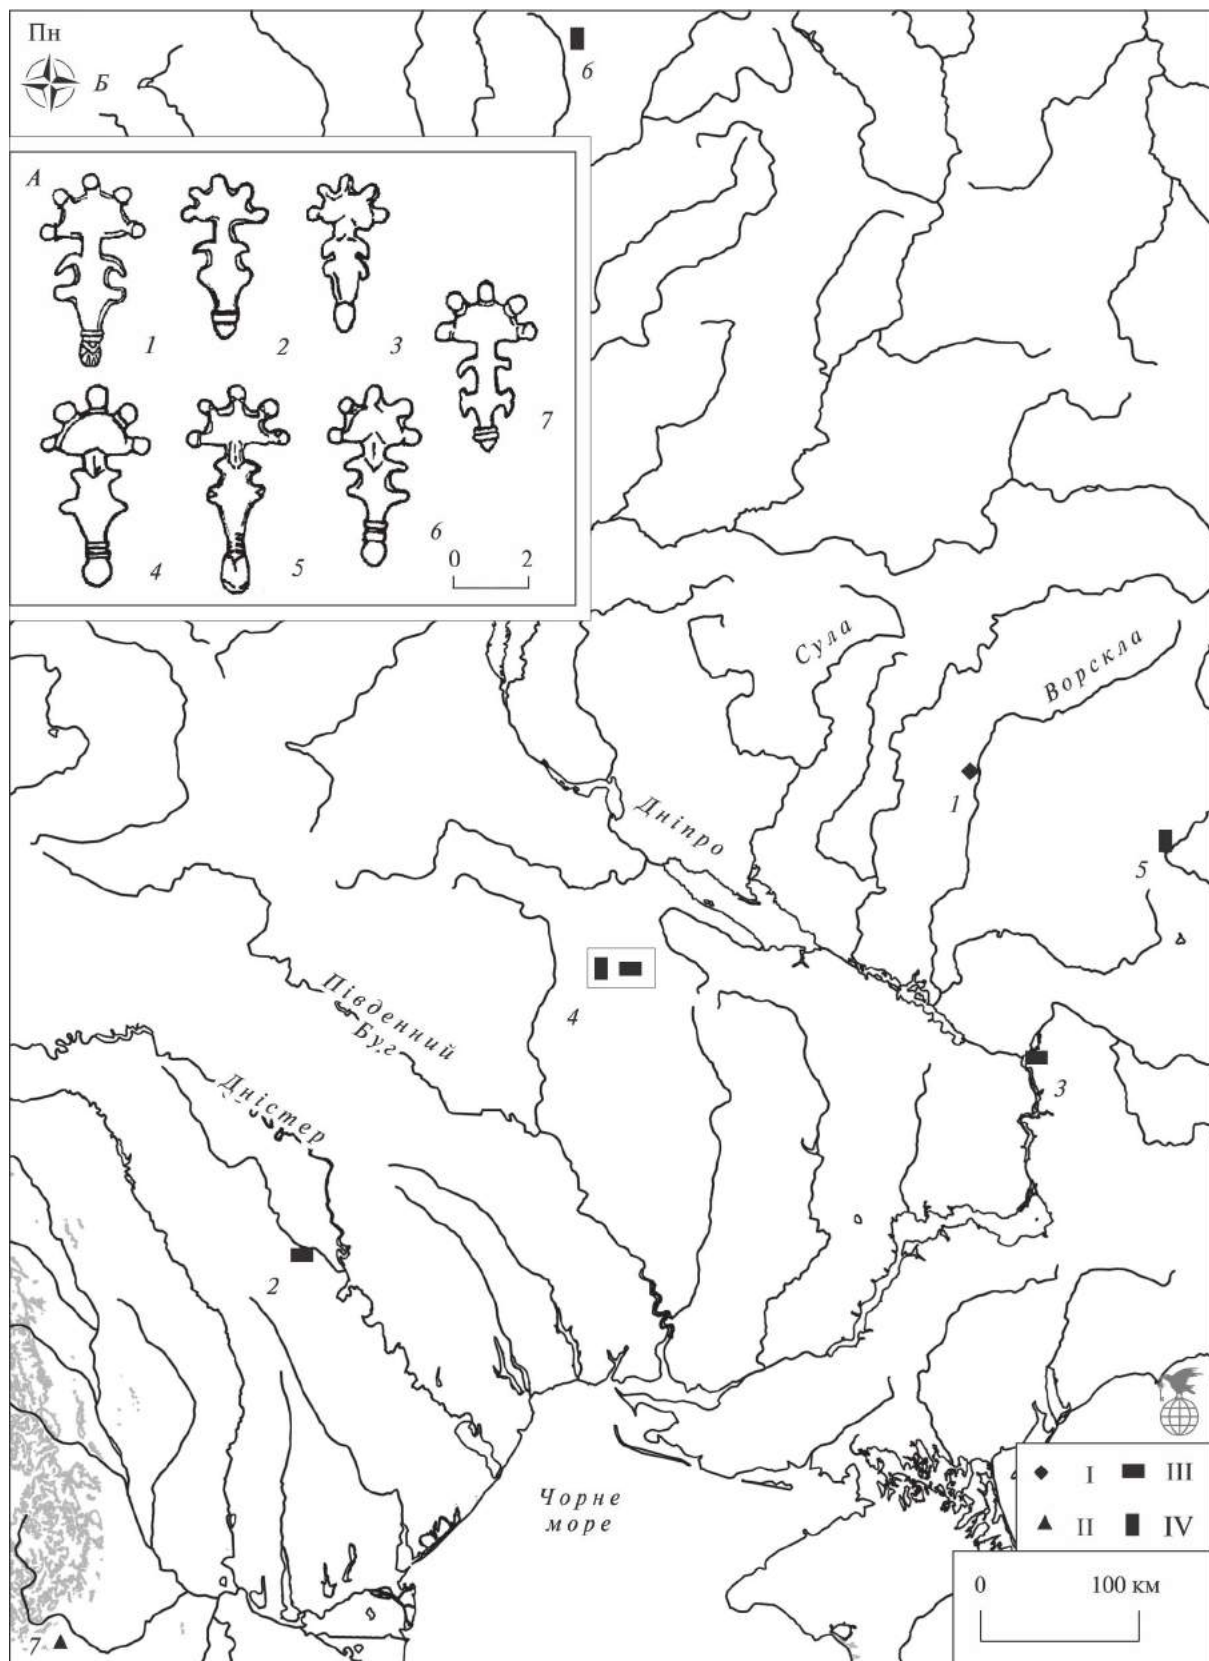 Пн
Б
6
А
1
2
3
7
4
5
6
0 2
Сула
Ворскла
Дніпро
1
5
Південний
Буг
4
Дністер
3
2
Чорне
море
I III
II IV
0 100 км
7